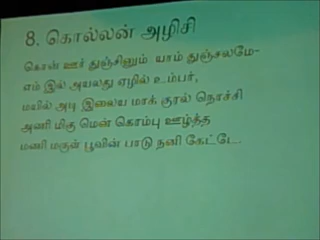 8. கொல்லன் அழிசி
கொன் ஊர் துஞ்சினும் யாம் துஞ்சலமே-
எம் இல் அயலது ஏழில் உம்பர்,
மயில் அடி இலைய மாக் குரல் நொச்சி
அணி மிகு மென் கொம்பு ஊழ்த்த
மணி மருள் பூவின் பாடு நனி கேட்டே..